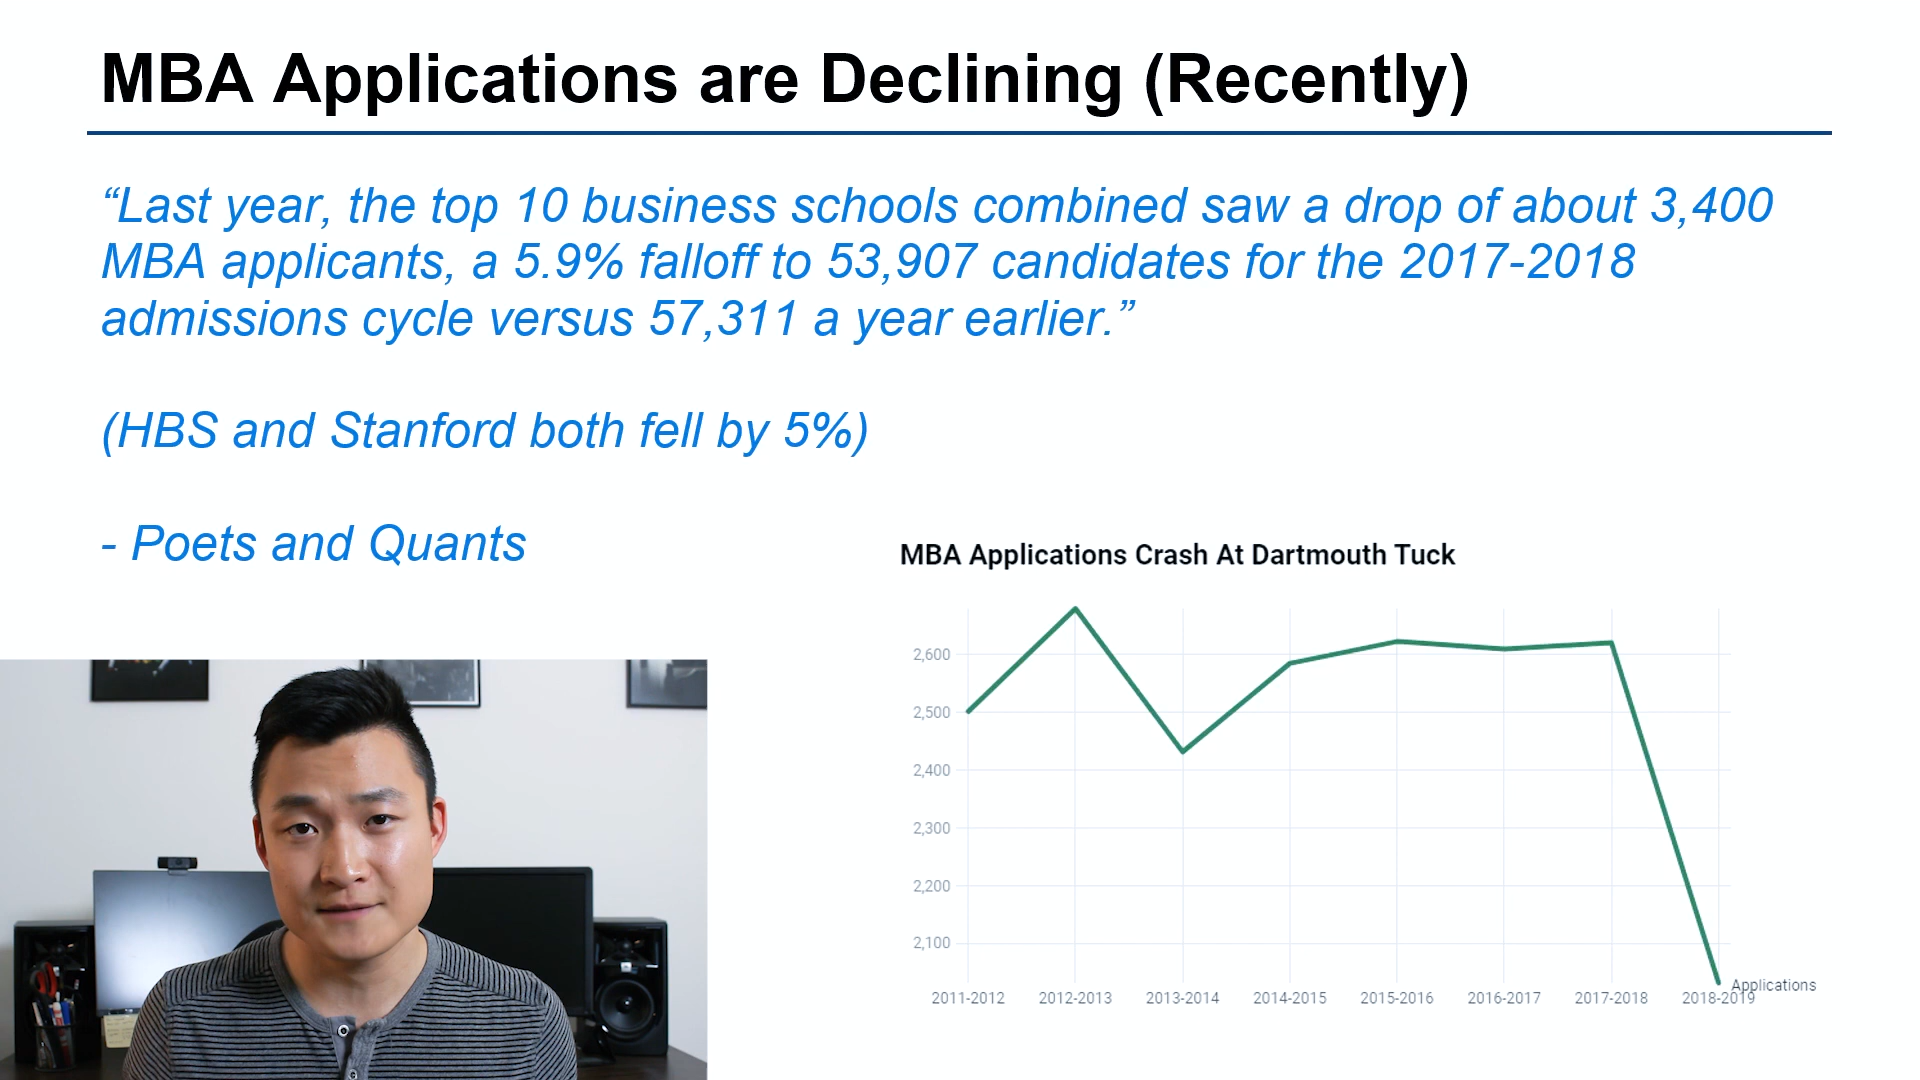 MBA Applications are Declining (Recently)
“Last year, the top 10 business schools combined saw a drop of about 3,400
MBA applicants, a 5.9% falloff to 53,907 candidates for the 2017-2018
admissions cycle versus 57,311 a year earlier.”
(HBS and Stanford both fell by 5%)
- Poets and Quants
MBA Applications Crash At Dartmouth Tuck
2,600
2,500
2,400
2,300
2,200
2,100
Applications
2011-2012 2012-2013 2013-2014 2014-2015 2015-2016 2016-2017 2017-2018 2018-2019